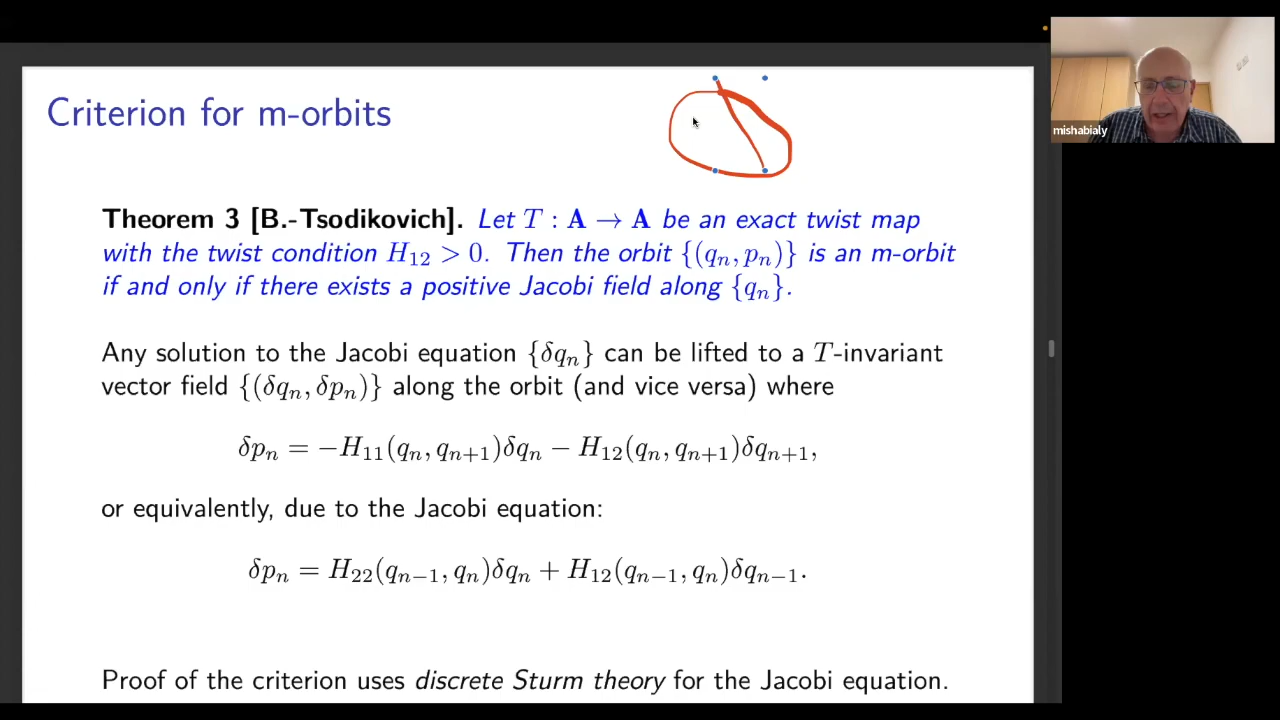 Criterion for m-orbits
mishabialy
Theorem 3 [B.-Tsodikovich]. Let T : A → A be an exact twist map
with the twist condition H₁₂ > 0. Then the orbit {(qₙ, pₙ)} is an m-orbit
if and only if there exists a positive Jacobi field along {qₙ}.
Any solution to the Jacobi equation {δqₙ} can be lifted to a T-invariant
vector field {(δqₙ, δpₙ)} along the orbit (and vice versa) where
δpₙ = −H₁₁(qₙ, qₙ₊₁)δqₙ − H₁₂(qₙ, qₙ₊₁)δqₙ₊₁,
or equivalently, due to the Jacobi equation:
δpₙ = H₂₂(qₙ₋₁, qₙ)δqₙ + H₁₂(qₙ₋₁, qₙ)δqₙ₋₁.
Proof of the criterion uses discrete Sturm theory for the Jacobi equation.